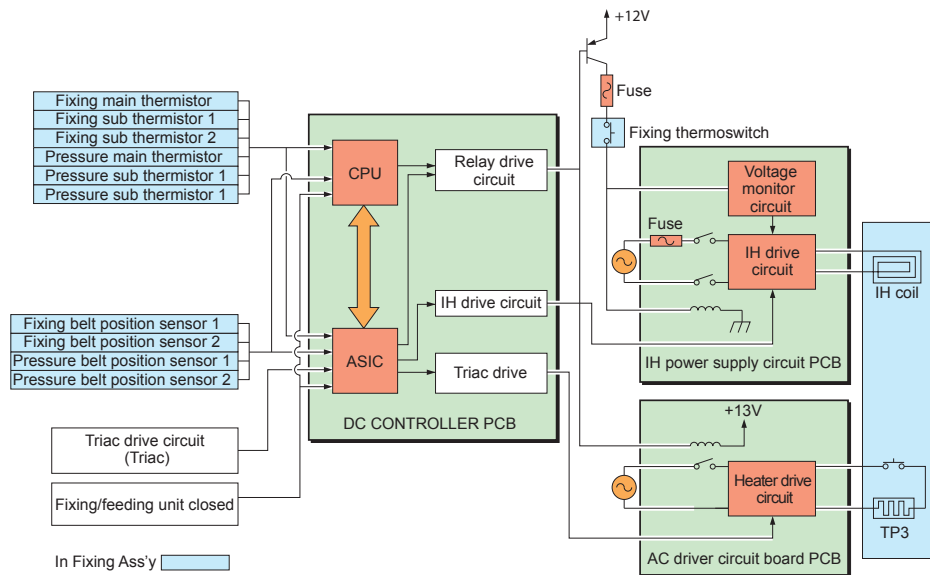 +12V
Fuse
Fixing thermoswitch
Fixing main thermistor
Fixing sub thermistor 1
Fixing sub thermistor 2
Pressure main thermistor
Pressure sub thermistor 1
Pressure sub thermistor 1
CPU
Relay drive
circuit
Voltage
monitor
circuit
Fuse
IH drive
circuit
IH coil
Fixing belt position sensor 1
Fixing belt position sensor 2
Pressure belt position sensor 1
Pressure belt position sensor 2
ASIC
IH drive circuit
Triac drive
IH power supply circuit PCB
DC CONTROLLER PCB
Triac drive circuit
(Triac)
Fixing/feeding unit closed
+13V
Heater drive
circuit
TP3
AC driver circuit board PCB
In Fixing Ass'y